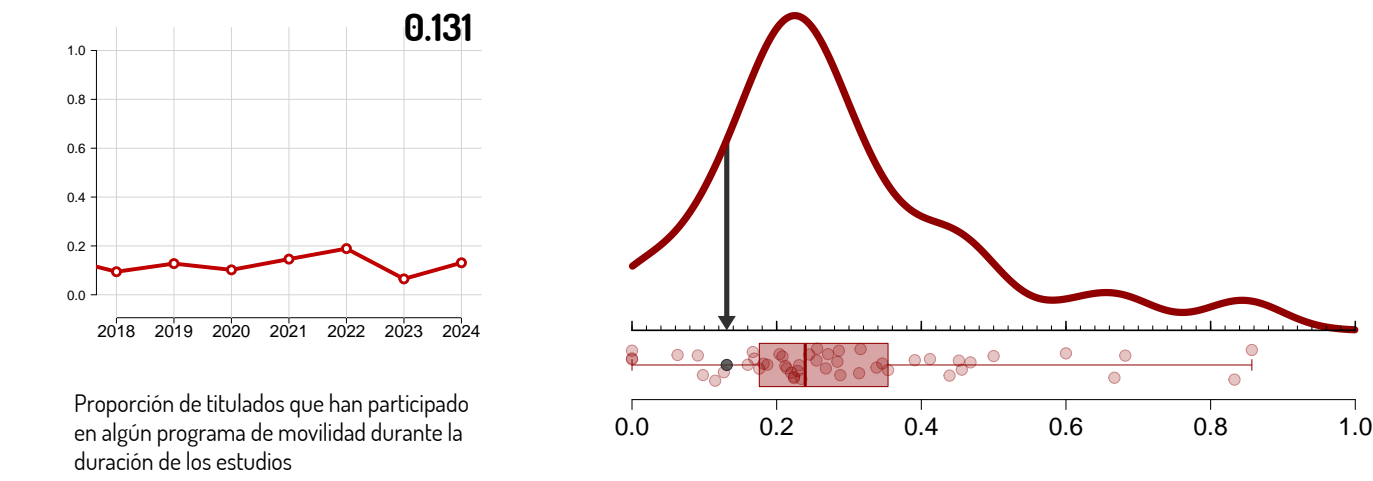 0.131
1.0
0.8
0.6
0.4
0.2
0.0
2018 2019 2020 2021 2022 2023 2024
Proporción de titulados que han participado
en algún programa de movilidad durante la
duración de los estudios
0.0 0.2 0.4 0.6 0.8 1.0